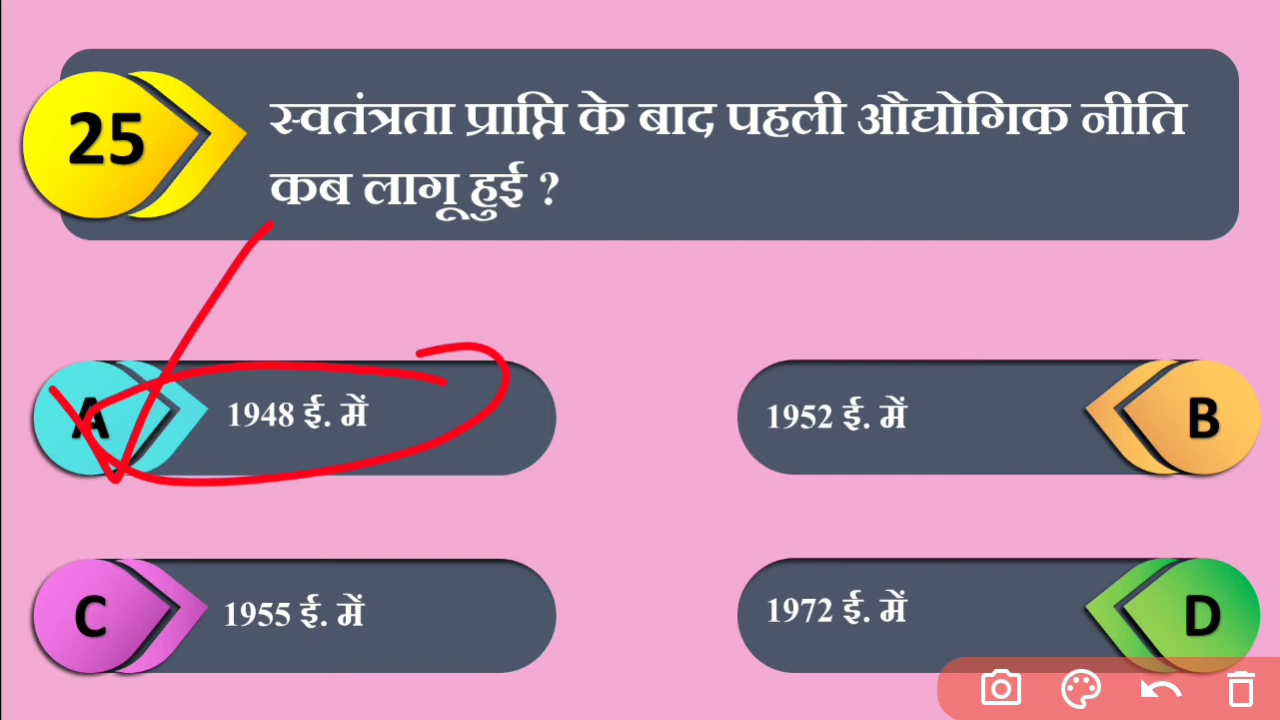 25
स्वतंत्रता प्राप्ति के बाद पहली औद्योगिक नीति
कब लागू हुई ?
A
1948 ई. में
1952 ई. में
B
C
1955 ई. में
1972 ई. में
D